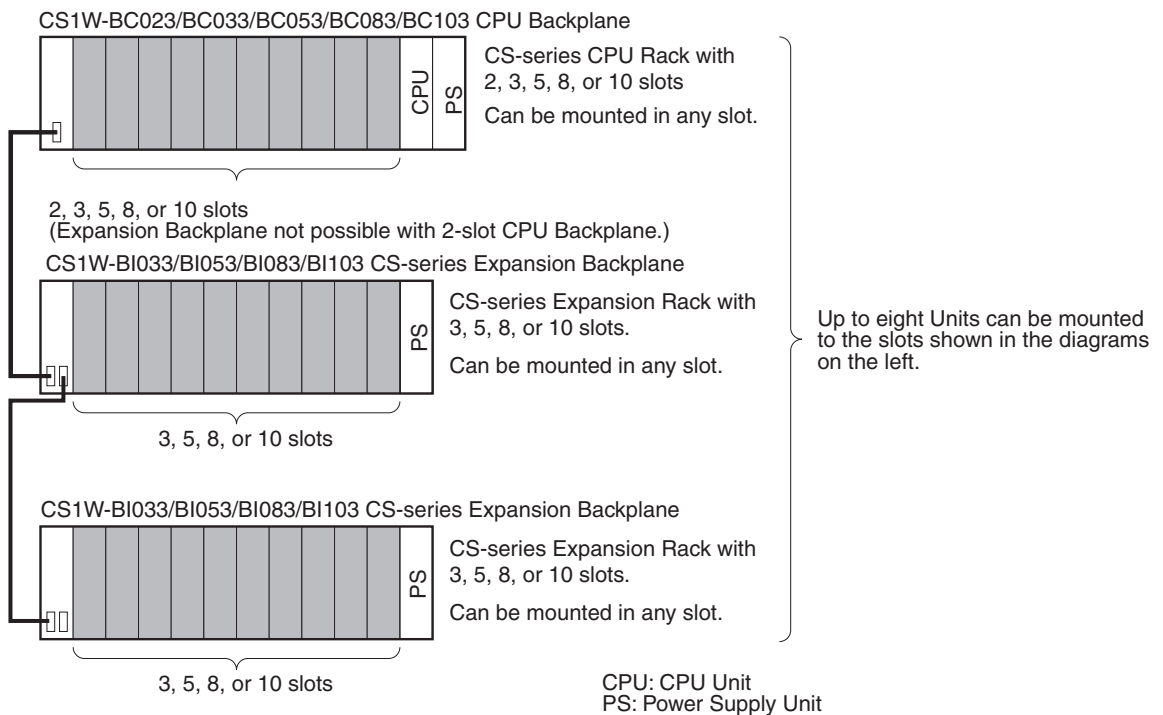 CS1W-BC023/BC033/BC053/BC083/BC103 CPU Backplane
CPU
PS
CS-series CPU Rack with
2, 3, 5, 8, or 10 slots
Can be mounted in any slot.
2, 3, 5, 8, or 10 slots
(Expansion Backplane not possible with 2-slot CPU Backplane.)
CS1W-BI033/BI053/BI083/BI103 CS-series Expansion Backplane
PS
CS-series Expansion Rack with
3, 5, 8, or 10 slots.
Can be mounted in any slot.
3, 5, 8, or 10 slots
Up to eight Units can be mounted
to the slots shown in the diagrams
on the left.
CS1W-BI033/BI053/BI083/BI103 CS-series Expansion Backplane
PS
CS-series Expansion Rack with
3, 5, 8, or 10 slots.
Can be mounted in any slot.
3, 5, 8, or 10 slots
CPU: CPU Unit
PS: Power Supply Unit